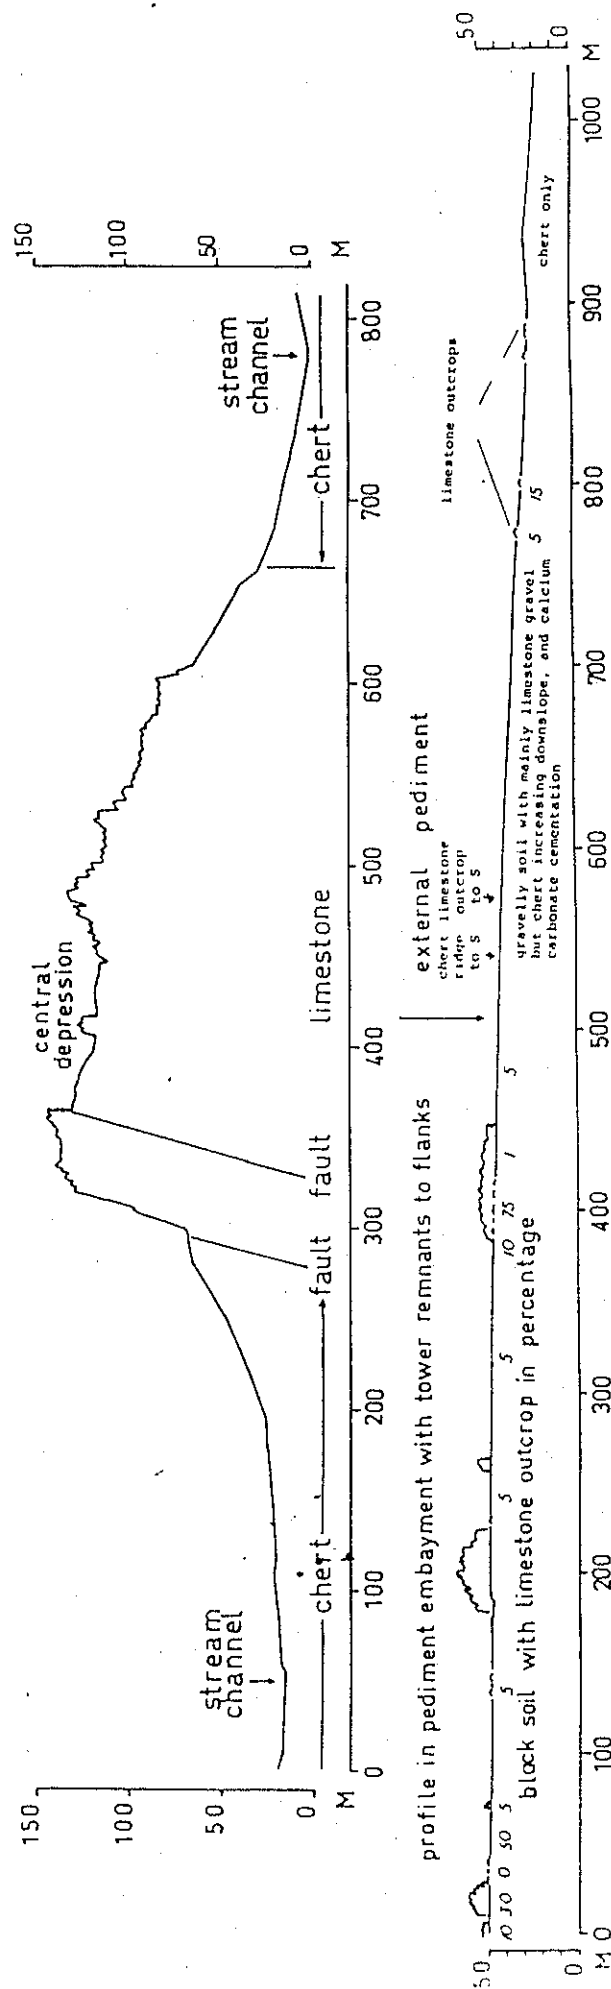 150
100
50
M
0
stream
channel
chert
100
200
fault
fault
300
central
depression
limestone
400
500
600
700
800
stream
channel
chert
150
100
50
0
M
profile in pediment embayment with tower remnants to flanks
external pediment
chert limestone
ridge outcrop
to S to S
limestone outcrops
50
0
M
10 30 0 50 5 5 5 5 10 75 1 5
block soil with limestone outcrop in percentage
gravelly soil with mainly limestone gravel
but chert increasing downslope, and calcium
carbonate cementation
5 15
chert only
M 0 100 200 300 400 500 600 700 800 900 1000 M
50
0